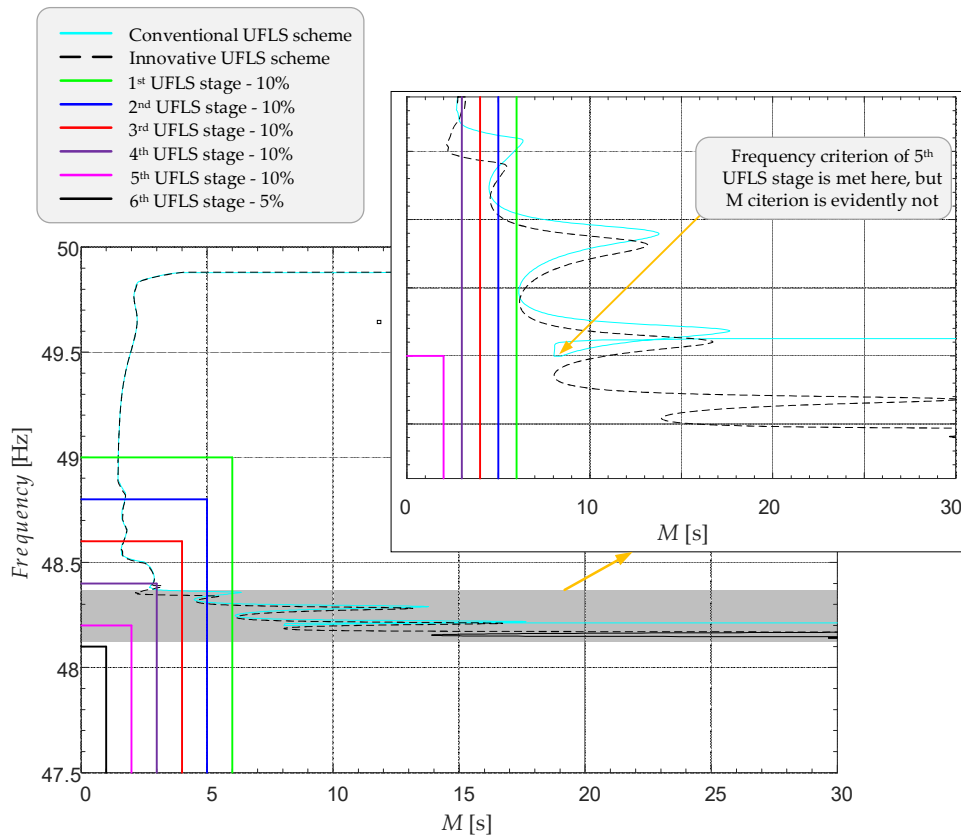 Conventional UFLS scheme
Innovative UFLS scheme
1st UFLS stage - 10%
2nd UFLS stage - 10%
3rd UFLS stage - 10%
4th UFLS stage - 10%
5th UFLS stage - 10%
6th UFLS stage - 5%
Frequency criterion of 5th
UFLS stage is met here, but
M citerion is evidently not
0
10
20
30
M [s]
50
49.5
49
48.5
48
47.5
Frequency [Hz]
0
5
10
15
20
25
30
M [s]